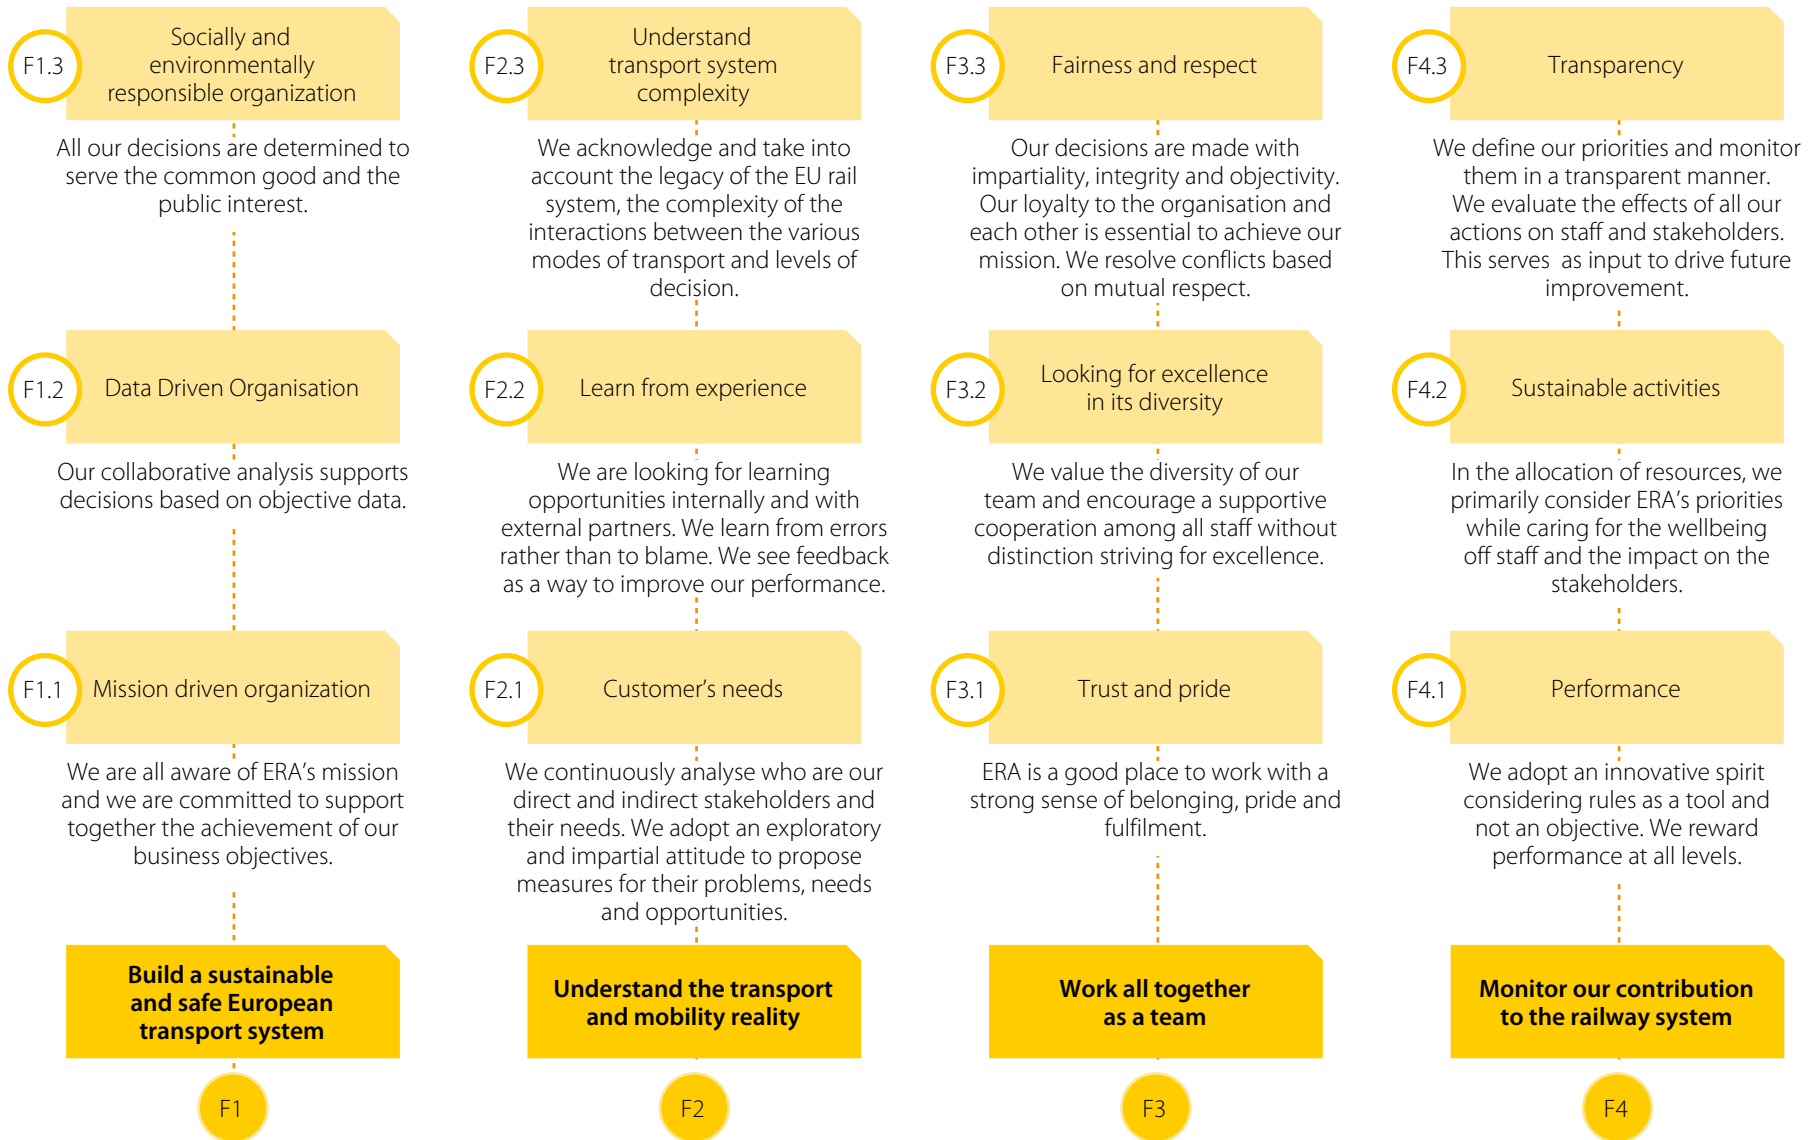 F1.3
Socially and
environmentally
responsible organization
All our decisions are determined to
serve the common good and the
public interest.
F1.2
Data Driven Organisation
Our collaborative analysis supports
decisions based on objective data.
F1.1
Mission driven organization
We are all aware of ERA's mission
and we are committed to support
together the achievement of our
business objectives.
Build a sustainable
and safe European
transport system
F1
F2.3
Understand
transport system
complexity
We acknowledge and take into
account the legacy of the EU rail
system, the complexity of the
interactions between the various
modes of transport and levels of
decision.
F2.2
Learn from experience
We are looking for learning
opportunities internally and with
external partners. We learn from errors
rather than to blame. We see feedback
as a way to improve our performance.
F2.1
Customer's needs
We continuously analyse who are our
direct and indirect stakeholders and
their needs. We adopt an exploratory
and impartial attitude to propose
measures for their problems, needs
and opportunities.
Understand the transport
and mobility reality
F2
F3.3
Fairness and respect
Our decisions are made with
impartiality, integrity and objectivity.
Our loyalty to the organisation and
each other is essential to achieve our
mission. We resolve conflicts based
on mutual respect.
F3.2
Looking for excellence
in its diversity
We value the diversity of our
team and encourage a supportive
cooperation among all staff without
distinction striving for excellence.
F3.1
Trust and pride
ERA is a good place to work with a
strong sense of belonging, pride and
fulfilment.
Work all together
as a team
F3
F4.3
Transparency
We define our priorities and monitor
them in a transparent manner.
We evaluate the effects of all our
actions on staff and stakeholders.
This serves  as input to drive future
improvement.
F4.2
Sustainable activities
In the allocation of resources, we
primarily consider ERA's priorities
while caring for the wellbeing
off staff and the impact on the
stakeholders.
F4.1
Performance
We adopt an innovative spirit
considering rules as a tool and
not an objective. We reward
performance at all levels.
Monitor our contribution
to the railway system
F4